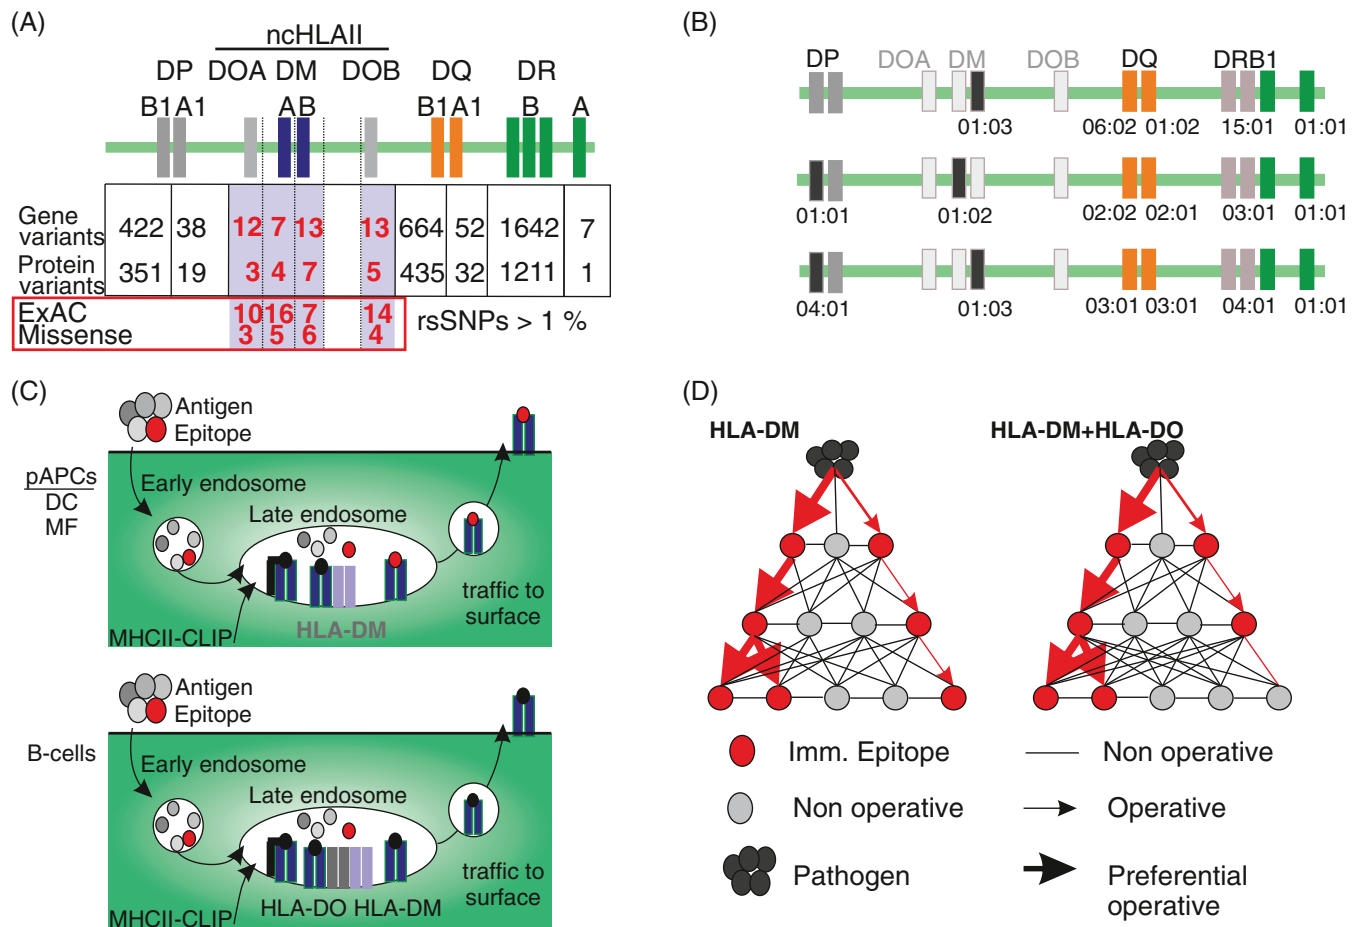 (A)
ncHLAII
DP DOA DM DOB DQ DR
B1 A1 A B B1 A1 B A
Gene variants 422 38 12 7 13 13 664 52 1642 7
Protein variants 351 19 3 4 7 5 435 32 1211 1
ExAC 10 16 7 14
Missense 3 5 6 4
rsSNPs > 1 %
(B)
DP DOA DM DOB DQ DRB1
01:03 06:02 01:02 15:01 01:01
01:01 01:02 02:02 02:01 03:01 01:01
04:01 01:03 03:01 03:01 04:01 01:01
(C)
Antigen
Epitope
pAPCs
DC
MF
Early endosome
Late endosome
HLA-DM
MHCII-CLIP
traffic to
surface
Antigen
Epitope
B-cells
Early endosome
Late endosome
HLA-DO HLA-DM
MHCII-CLIP
traffic to
surface
(D)
HLA-DM HLA-DM+HLA-DO
Imm. Epitope Non operative
Non operative Operative
Pathogen Preferential
operative